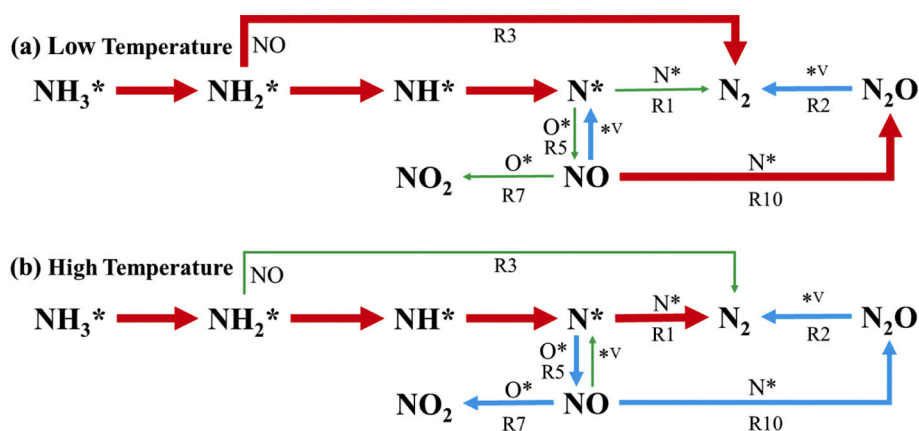 (a) Low Temperature NO R3
NH3* NH2* NH* N* N* R1 N2 *V R2 N2O
O* R5 *V
NO2 O* R7 NO N* R10
(b) High Temperature NO R3
NH3* NH2* NH* N* N* R1 N2 *V R2 N2O
O* R5 *V
NO2 O* R7 NO N* R10